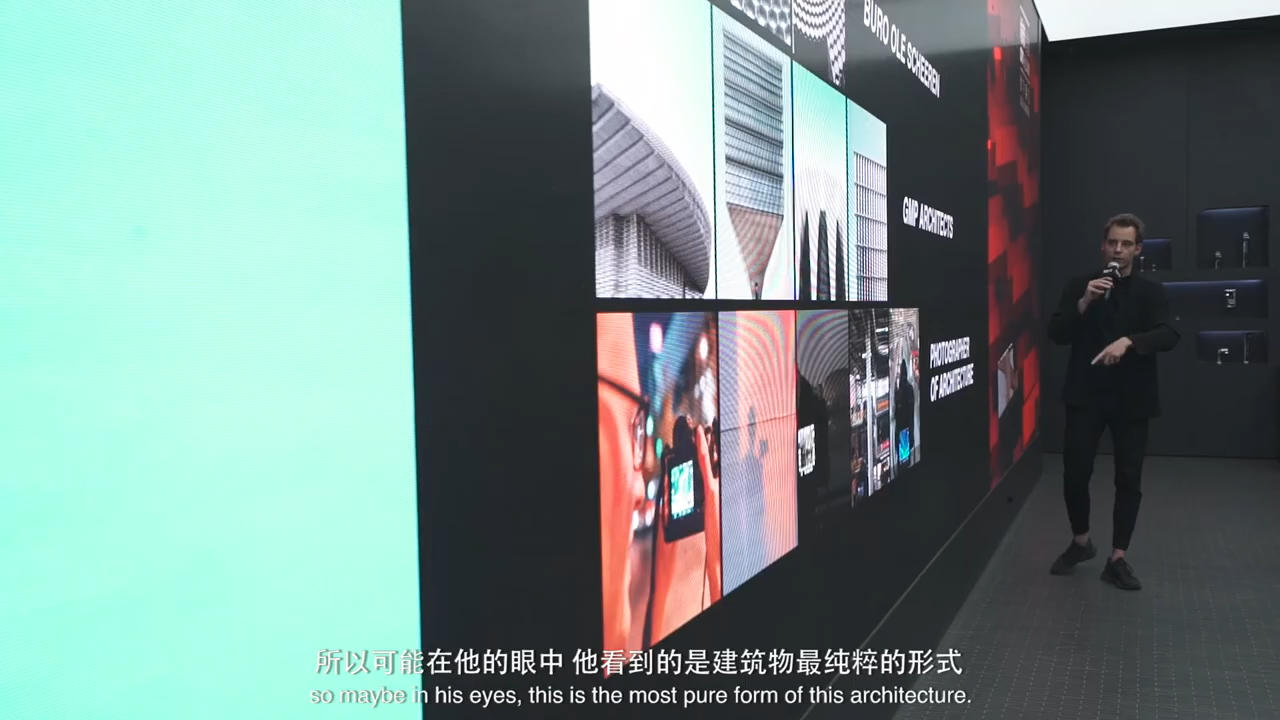 BURO OLE SCHEEREN
GMP ARCHITECTS
PHOTOGRAPHER
OF ARCHITECTURE
所以可能在他的眼中 他看到的是建筑物最纯粹的形式
so maybe in his eyes, this is the most pure form of this architecture.